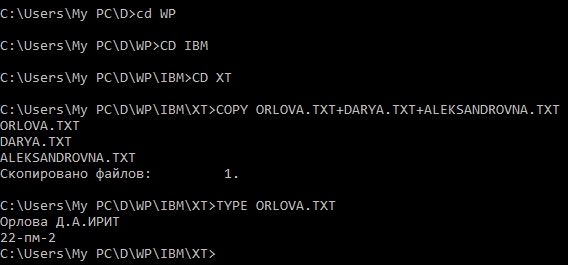 C:\Users\My PC\D>cd WP
C:\Users\My PC\D\WP>CD IBM
C:\Users\My PC\D\WP\IBM>CD XT
C:\Users\My PC\D\WP\IBM\XT>COPY ORLOVA.TXT+DARYA.TXT+ALEKSANDROVNA.TXT
ORLOVA.TXT
DARYA.TXT
ALEKSANDROVNA.TXT
Скопировано файлов:         1.
C:\Users\My PC\D\WP\IBM\XT>TYPE ORLOVA.TXT
Орлова Д.А.ИРИТ
22-пм-2
C:\Users\My PC\D\WP\IBM\XT>